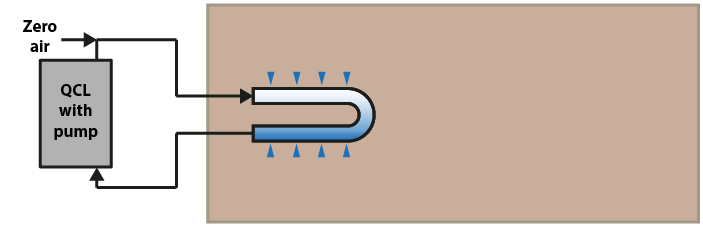 Zero
air
QCL
with
pump